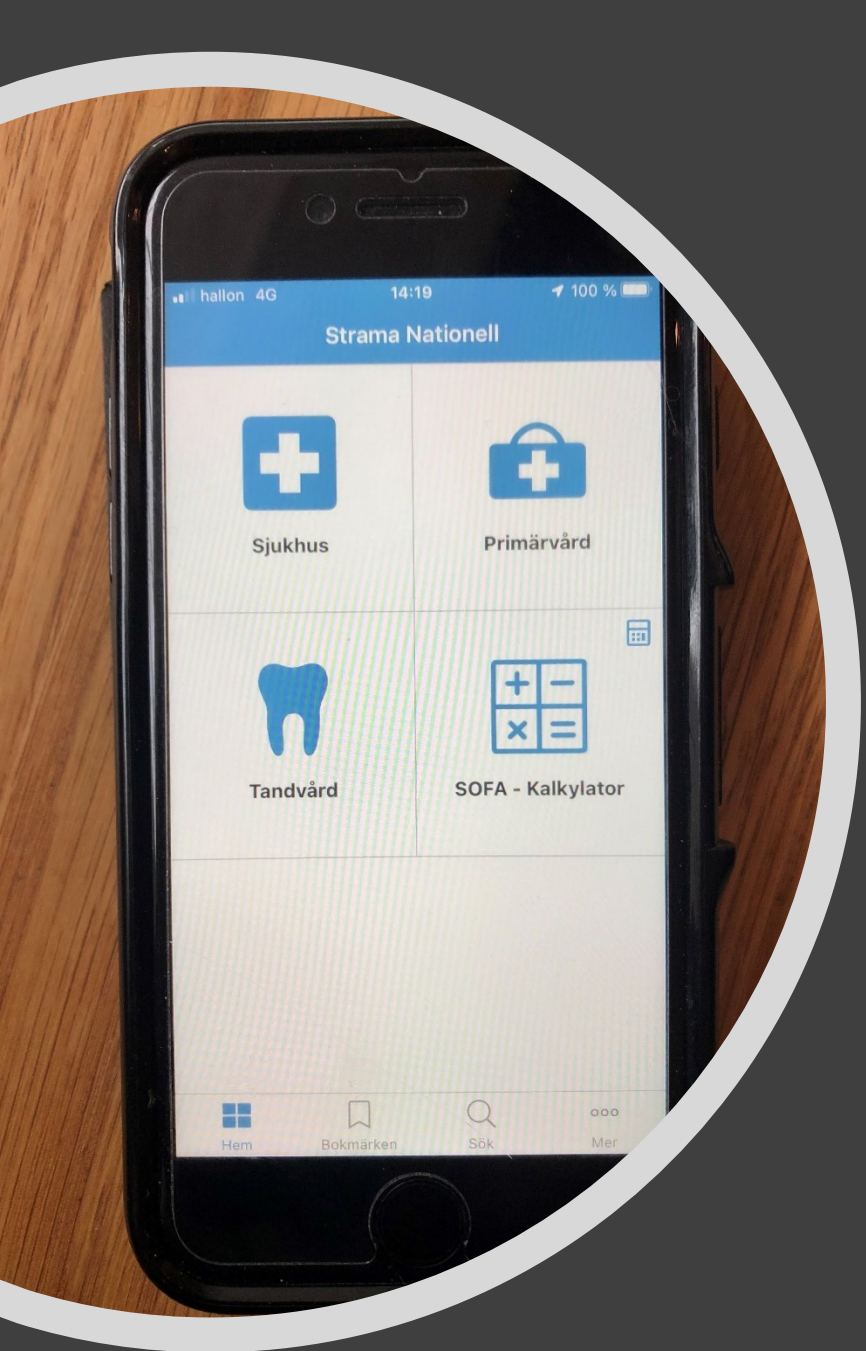 hallon 4G 14:19 100 %
Strama Nationell
Sjukhus Primärvård
Tandvård SOFA - Kalkylator
Hem Bokmärken Sök Mer